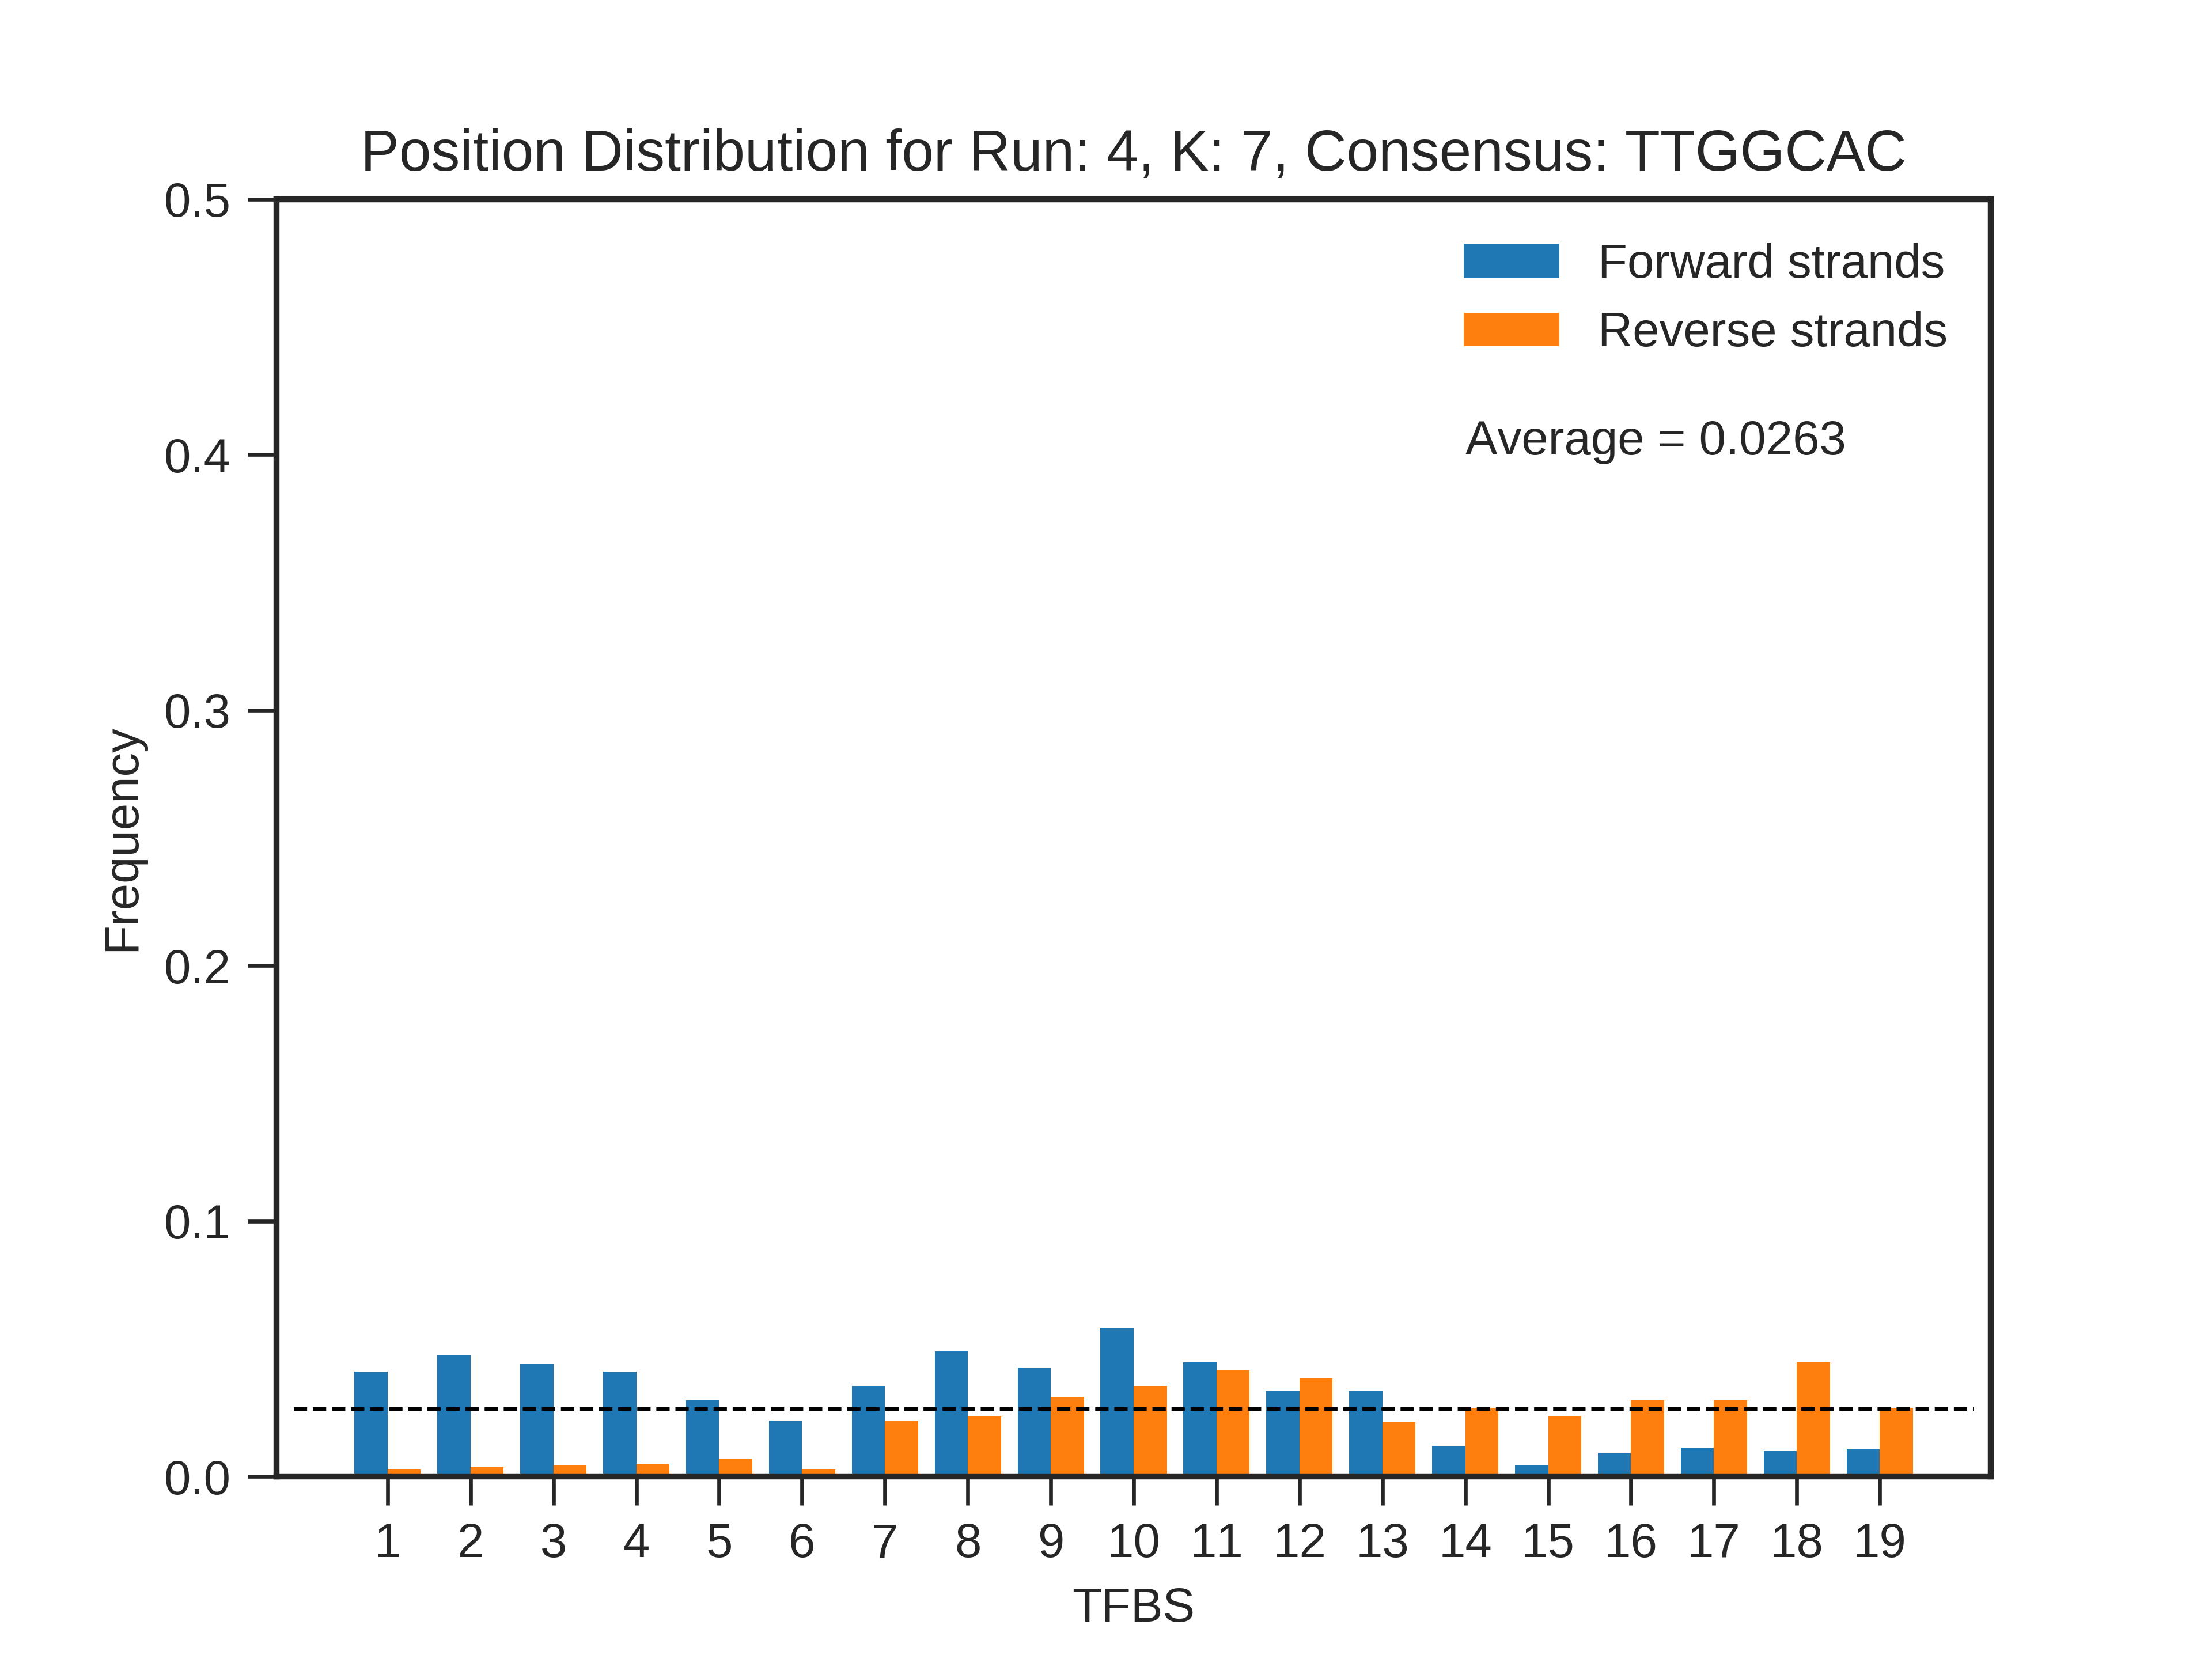 Position Distribution for Run: 4, K: 7, Consensus: TTGGCAC
0.5
Forward strands
Reverse strands
Average = 0.0263
0.4
0.3
Frequency
0.2
0.1
0.0
1 2 3 4 5 6 7 8 9 10 11 12 13 14 15 16 17 18 19
TFBS